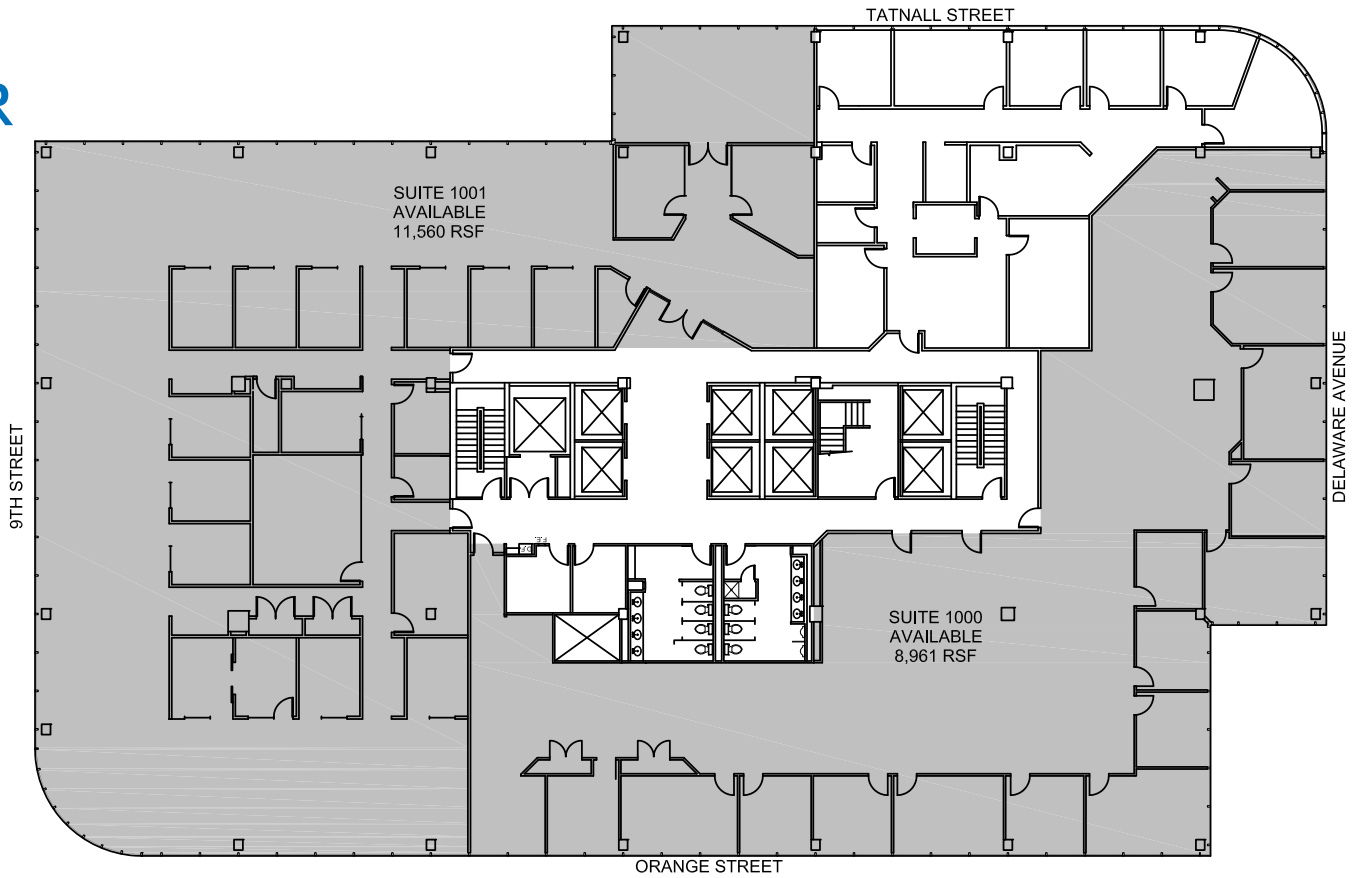 TATNALL STREET
R
SUITE 1001
AVAILABLE
11,560 RSF
9TH STREET
DELAWARE AVENUE
F.E.
D.F.
SUITE 1000
AVAILABLE
8,961 RSF
ORANGE STREET